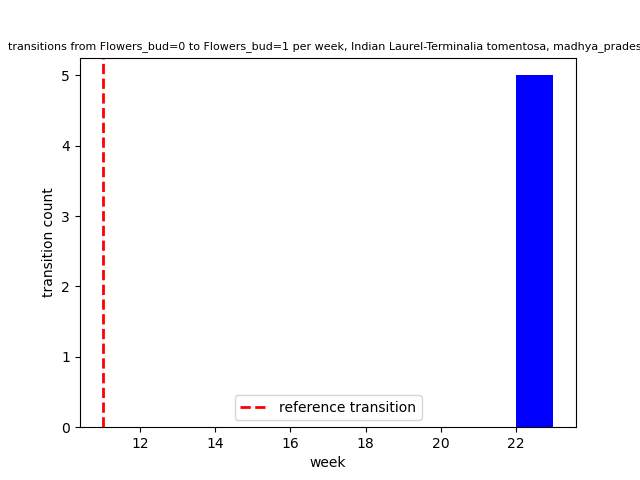 transitions from Flowers_bud=0 to Flowers_bud=1 per week, Indian Laurel-Terminalia tomentosa, madhya_prades
5
4
3
2
1
0
transition count
reference transition
12 14 16 18 20 22
week